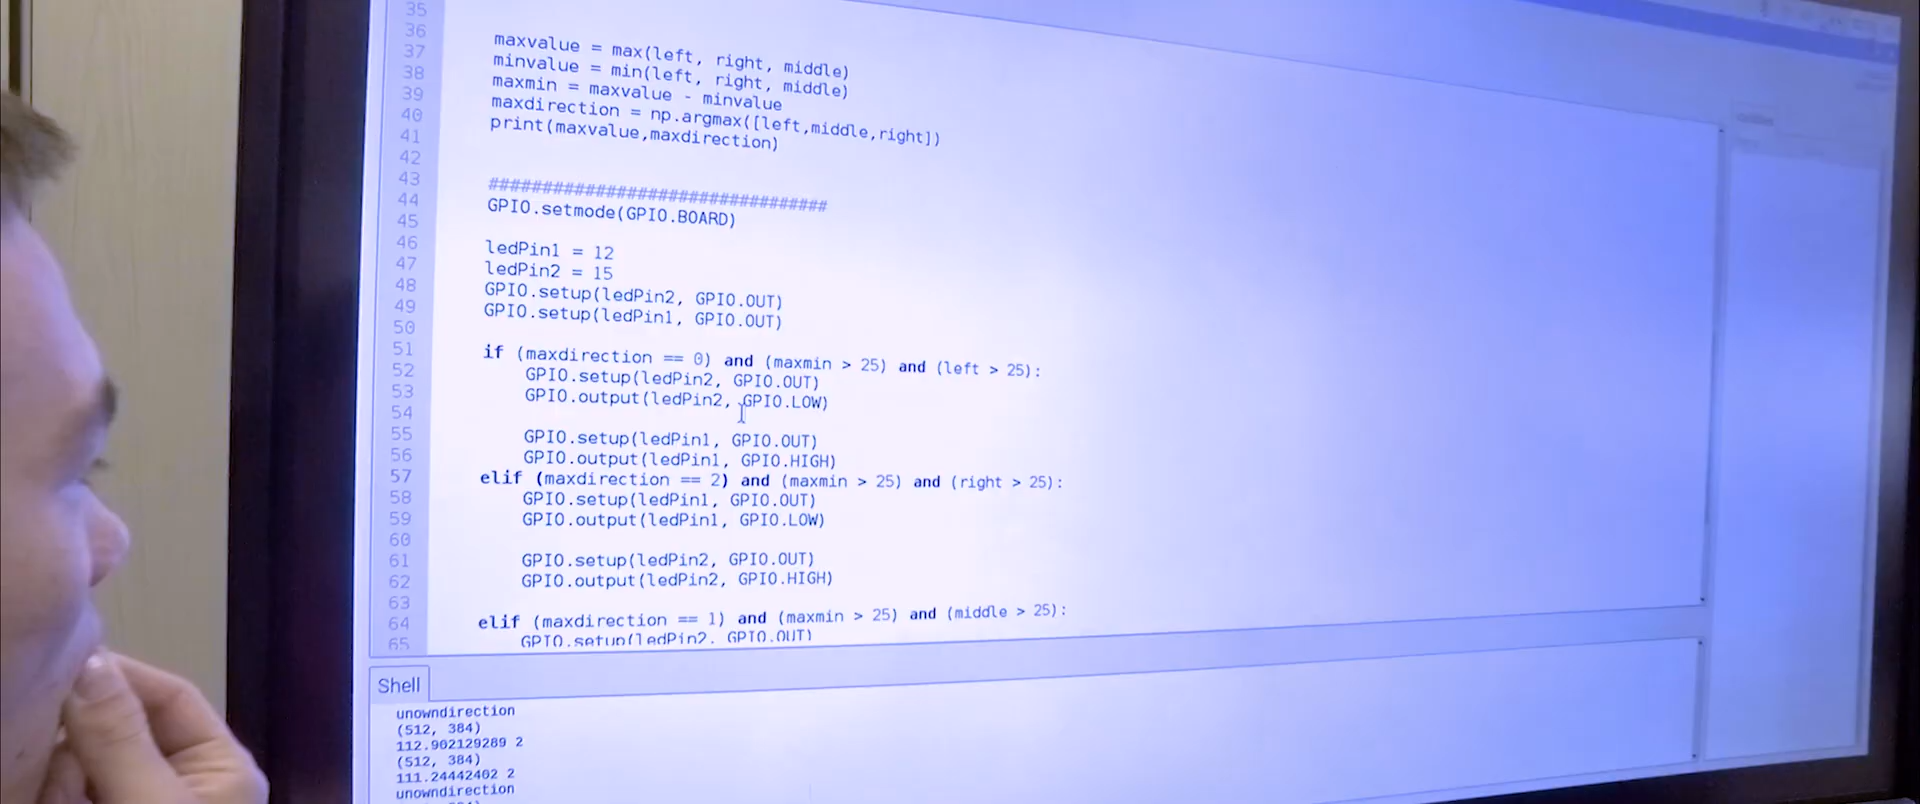 35
36
37 maxvalue = max(left, right, middle)
38 minvalue = min(left, right, middle)
39 maxmin = maxvalue - minvalue
40 maxdirection = np.argmax([left,middle,right])
41 print(maxvalue,maxdirection)
42
43
44 ################################
45 GPIO.setmode(GPIO.BOARD)
46
47 ledPin1 = 12
48 ledPin2 = 15
49 GPIO.setup(ledPin2, GPIO.OUT)
50 GPIO.setup(ledPin1, GPIO.OUT)
51 if (maxdirection == 0) and (maxmin > 25) and (left > 25):
52 GPIO.setup(ledPin2, GPIO.OUT)
53 GPIO.output(ledPin2, GPIO.LOW)
54
55 GPIO.setup(ledPin1, GPIO.OUT)
56 GPIO.output(ledPin1, GPIO.HIGH)
57 elif (maxdirection == 2) and (maxmin > 25) and (right > 25):
58 GPIO.setup(ledPin1, GPIO.OUT)
59 GPIO.output(ledPin1, GPIO.LOW)
60
61 GPIO.setup(ledPin2, GPIO.OUT)
62 GPIO.output(ledPin2, GPIO.HIGH)
63
64 elif (maxdirection == 1) and (maxmin > 25) and (middle > 25):
65 GPIO.setup(ledPin2, GPIO.OUT)
Shell
unowndirection
(512, 384)
112.902129289 2
(512, 384)
111.24442402 2
unowndirection